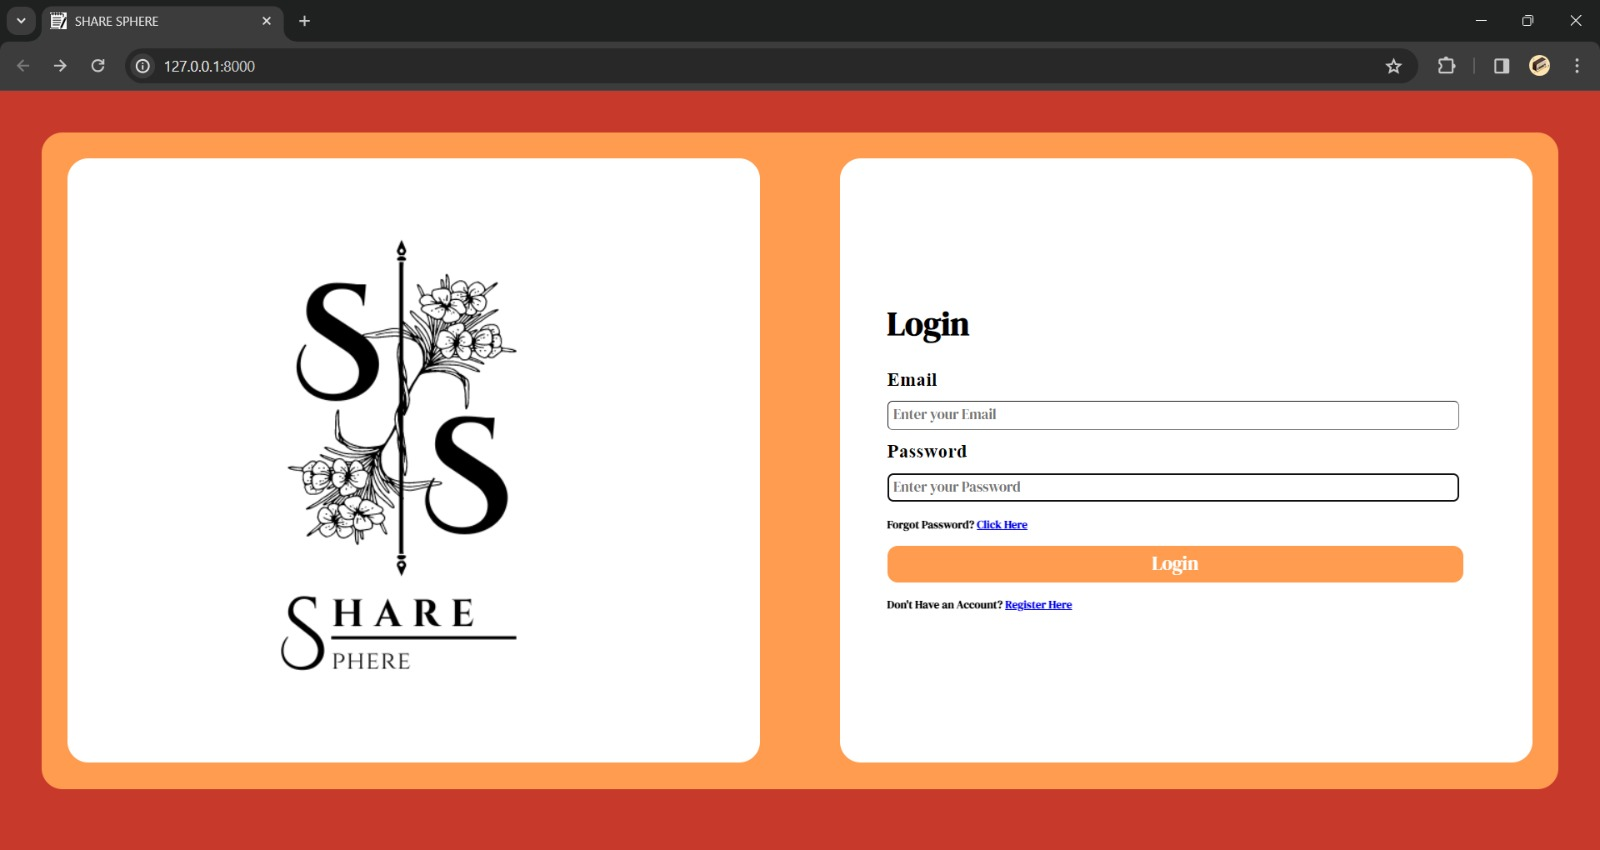 SHARE SPHERE
127.0.0.1:8000
S
S
SHARE
PHERE
Login
Email
Enter your Email
Password
Enter your Password
Forgot Password? Click Here
Login
Don't Have an Account? Register Here